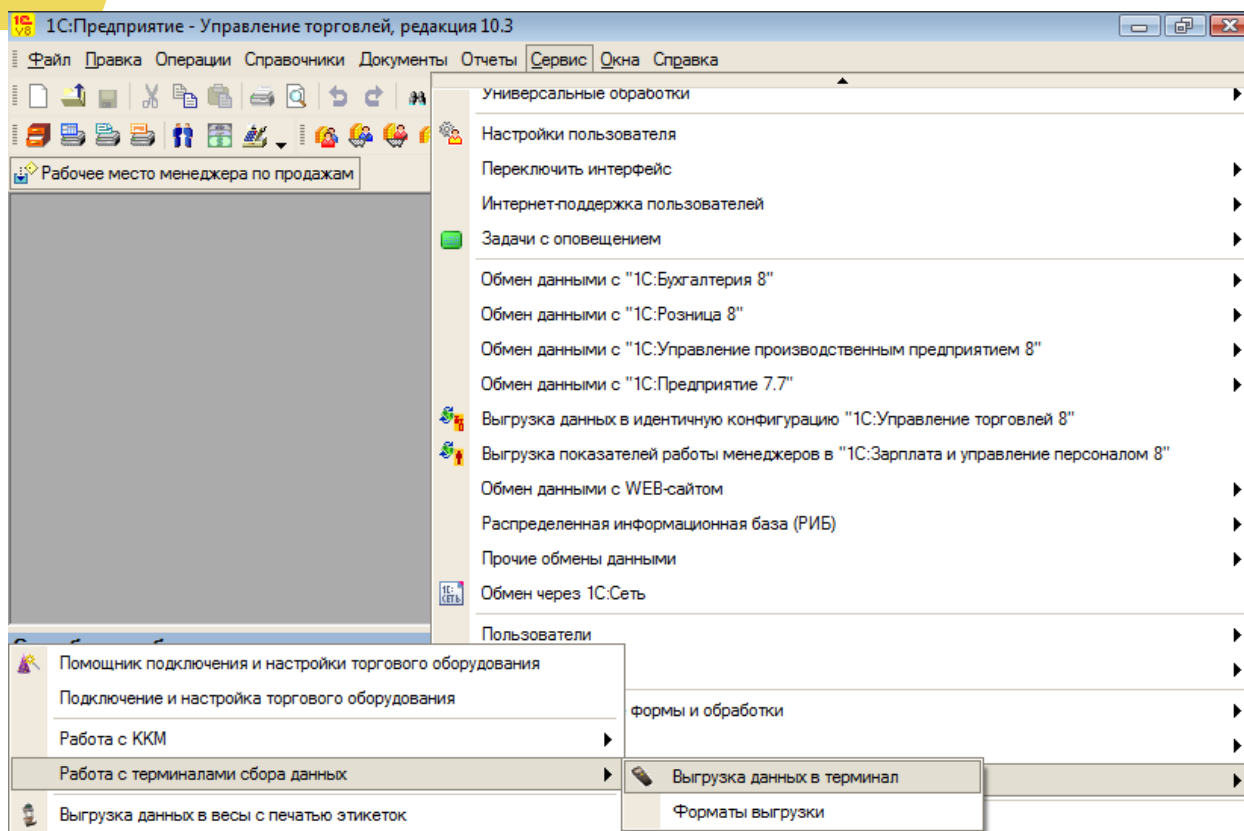 1С:Предприятие - Управление торговлей, редакция 10.3
Файл Правка Операции Справочники Документы Отчеты Сервис Окна Справка
Универсальные обработки
Настройки пользователя
Рабочее место менеджера по продажам
Переключить интерфейс
Интернет-поддержка пользователей
Задачи с оповещением
Обмен данными с "1С:Бухгалтерия 8"
Обмен данными с "1С:Розница 8"
Обмен данными с "1С:Управление производственным предприятием 8"
Обмен данными с "1С:Предприятие 7.7"
Выгрузка данных в идентичную конфигурацию "1С:Управление торговлей 8"
Выгрузка показателей работы менеджеров в "1С:Зарплата и управление персоналом 8"
Обмен данными с WEB-сайтом
Распределенная информационная база (РИБ)
Прочие обмены данными
1С: СЕТЬ Обмен через 1С:Сеть
Пользователи
формы и обработки
Помощник подключения и настройки торгового оборудования
Подключение и настройка торгового оборудования
Работа с ККМ
Работа с терминалами сбора данных
Выгрузка данных в весы с печатью этикеток
Выгрузка данных в терминал
Форматы выгрузки